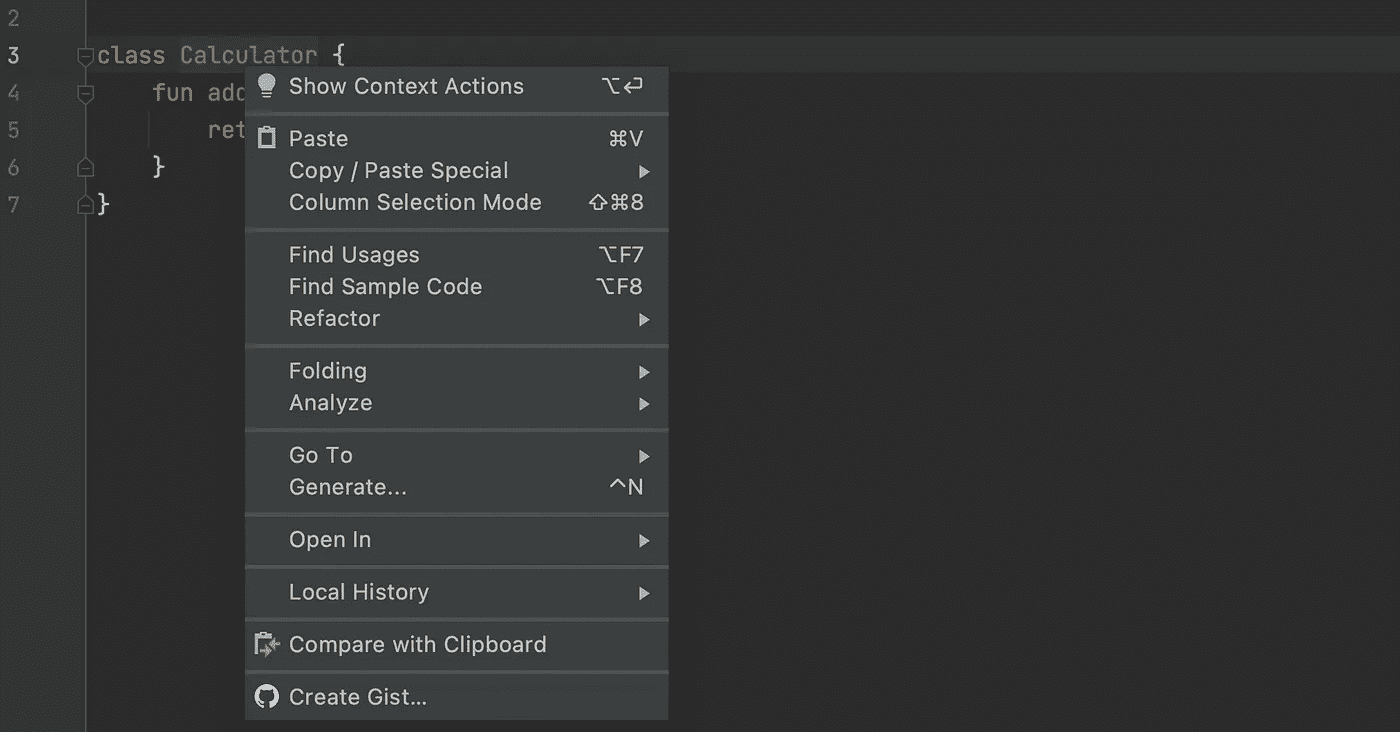 2
3 class Calculator {
4 fun add
5 ret
6 }
7 }
Show Context Actions ⌥⏎
Paste ⌘V
Copy / Paste Special ▶
Column Selection Mode ⇧⌘8
Find Usages ⌥F7
Find Sample Code ⌥F8
Refactor ▶
Folding ▶
Analyze ▶
Go To ▶
Generate... ^N
Open In ▶
Local History ▶
Compare with Clipboard
Create Gist...